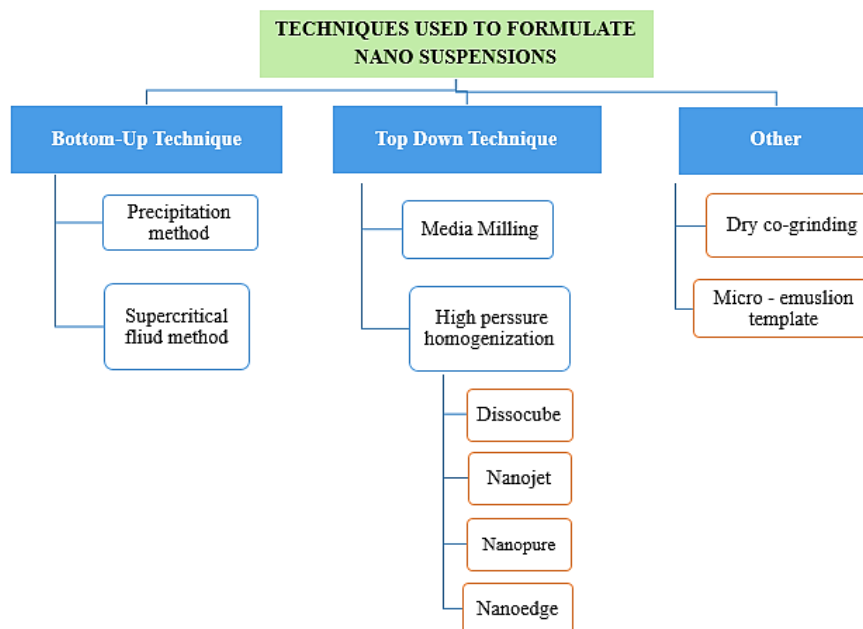 TECHNIQUES USED TO FORMULATE
NANO SUSPENSIONS
Bottom-Up Technique
Precipitation
method
Supercritical
fliud method
Top Down Technique
Media Milling
High perssure
homogenization
Dissocube
Nanojet
Nanopure
Nanoedge
Other
Dry co-grinding
Micro - emuslion
template